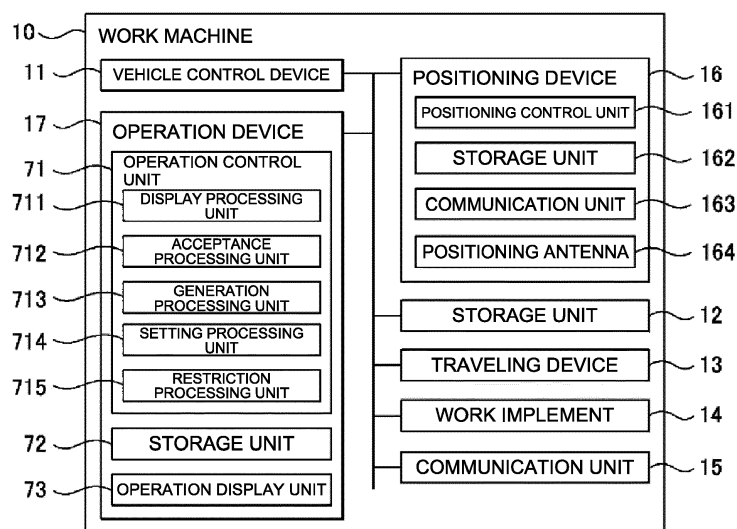 10
WORK MACHINE
11
VEHICLE CONTROL DEVICE
17
OPERATION DEVICE
71
OPERATION CONTROL
UNIT
711
DISPLAY PROCESSING
UNIT
712
ACCEPTANCE
PROCESSING UNIT
713
GENERATION
PROCESSING UNIT
714
SETTING PROCESSING
UNIT
715
RESTRICTION
PROCESSING UNIT
72
STORAGE UNIT
73
OPERATION DISPLAY UNIT
POSITIONING DEVICE
16
POSITIONING CONTROL UNIT
161
STORAGE UNIT
162
COMMUNICATION UNIT
163
POSITIONING ANTENNA
164
STORAGE UNIT
12
TRAVELING DEVICE
13
WORK IMPLEMENT
14
COMMUNICATION UNIT
15